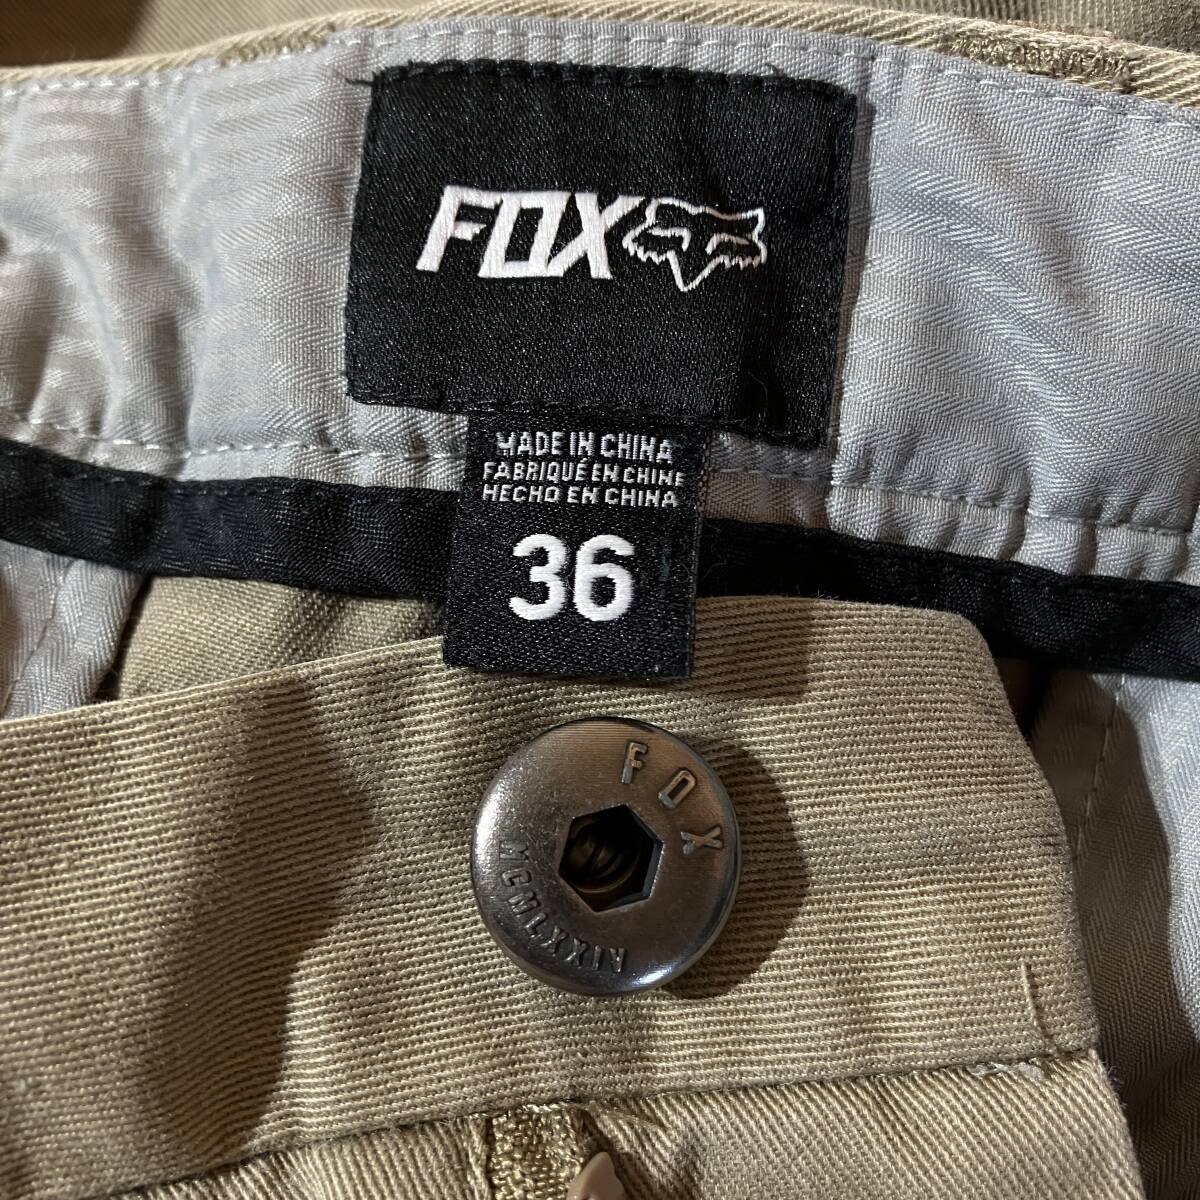 FOX
MADE IN CHINA
FABRIQUÉ EN CHINE
HECHO EN CHINA
36
FOX
MCMLXXIV